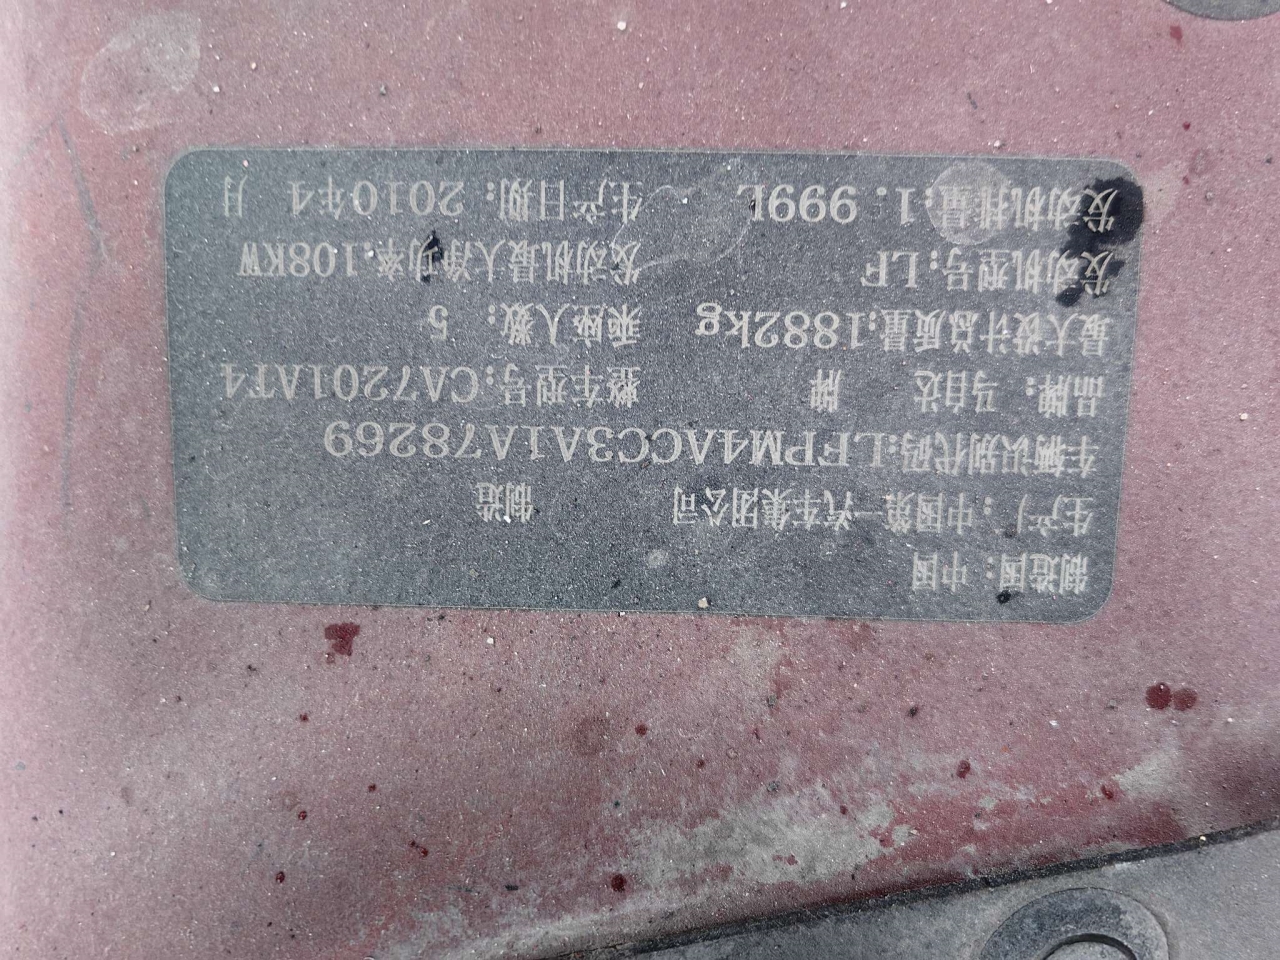 制造国：中国
生产厂：中国第一汽车集团公司 制造
车辆识别代码:LFPM4ACC3A1A78269
品牌：马自达 牌 整车型号:CA7201AT4
最大设计总质量:1882kg 乘座人数：5
发动机型号:LF 发动机最大净功率:108KW
发动机排量:1.999L 生产日期：2010年4 月